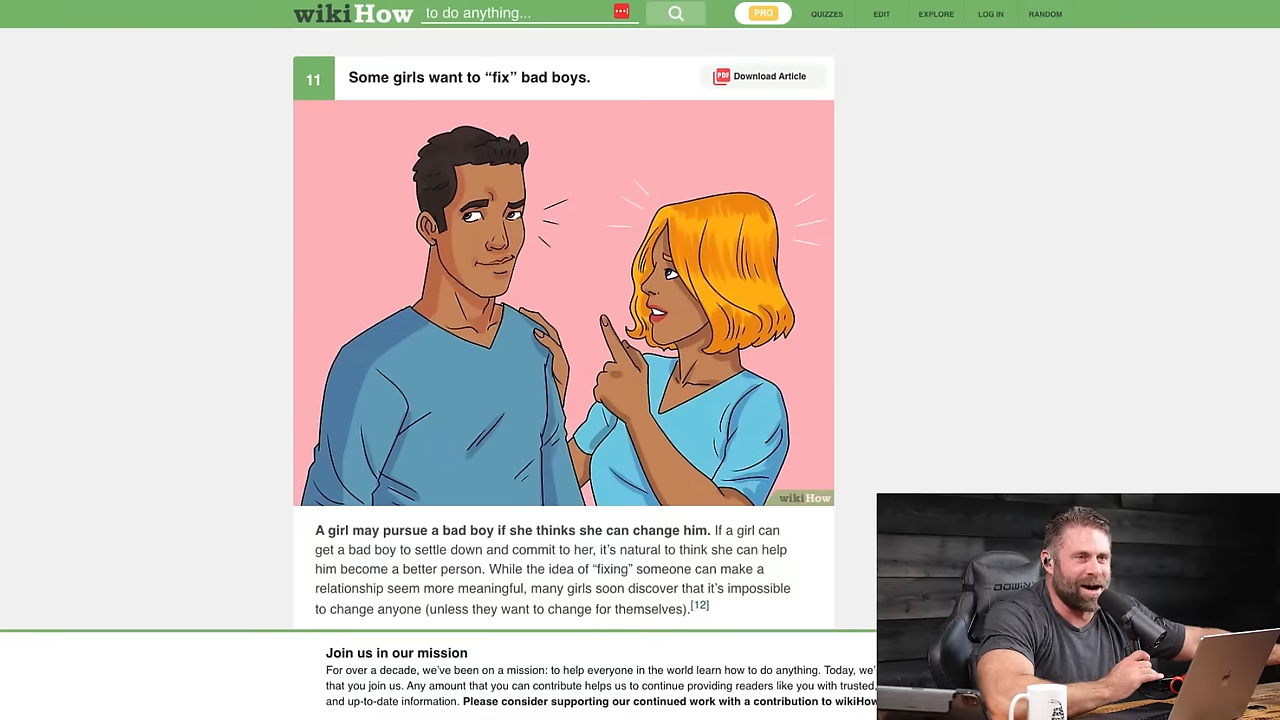 wikiHow to do anything... PRO QUIZZES EDIT EXPLORE LOG IN RANDOM
11 Some girls want to “fix” bad boys. PDF Download Article
wikiHow
A girl may pursue a bad boy if she thinks she can change him. If a girl can
get a bad boy to settle down and commit to her, it’s natural to think she can help
him become a better person. While the idea of “fixing” someone can make a
relationship seem more meaningful, many girls soon discover that it’s impossible
to change anyone (unless they want to change for themselves).[12]
Join us in our mission
For over a decade, we’ve been on a mission: to help everyone in the world learn how to do anything. Today, we’
that you join us. Any amount that you can contribute helps us to continue providing readers like you with trusted,
and up-to-date information. Please consider supporting our continued work with a contribution to wikiHow